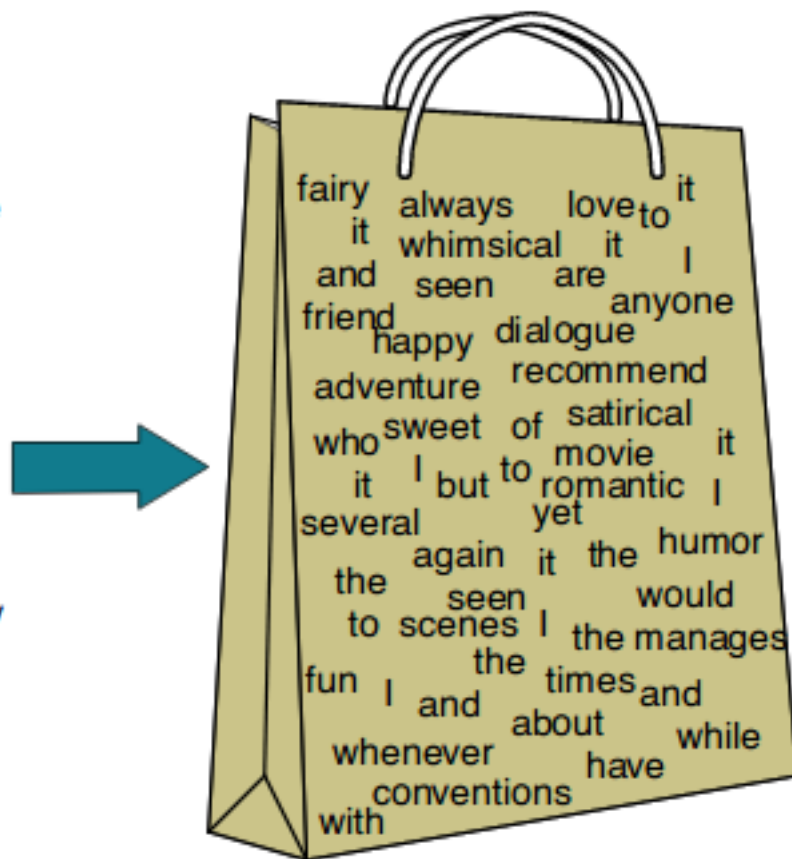 fairy always love to it
it whimsical it I
and seen are anyone
friend happy dialogue
adventure recommend
who sweet of satirical it
it I but to movie romantic I
several yet
again it the humor
the seen would
to scenes I the manages
the
fun I and times and
about while
whenever have
conventions
with